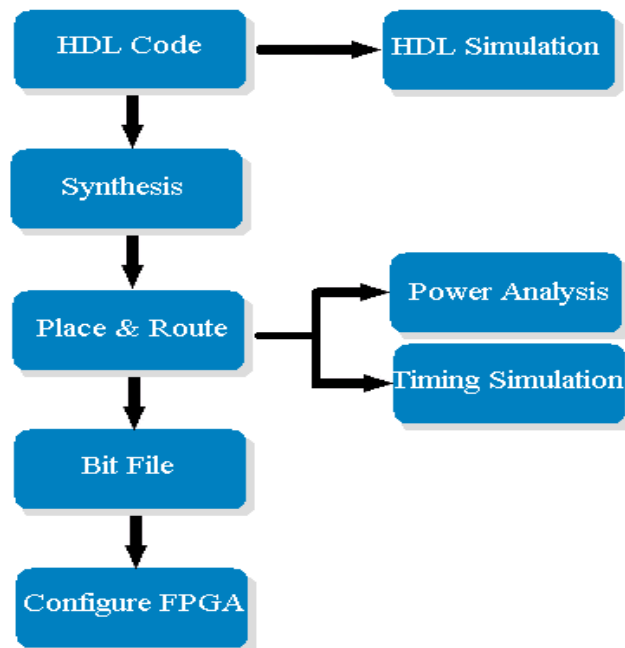 HDL Code
HDL Simulation
Synthesis
Place & Route
Power Analysis
Timing Simulation
Bit File
Configure FPGA